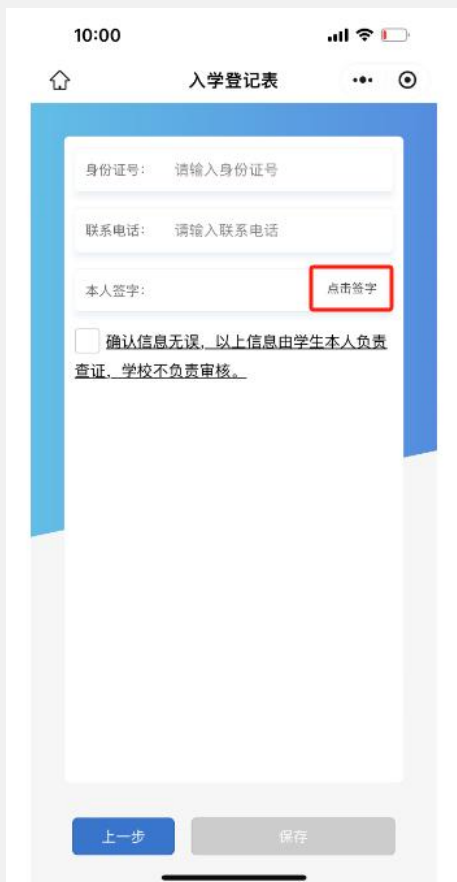 10:00
入学登记表
身份证号: 请输入身份证号
联系电话: 请输入联系电话
本人签字: 点击签字
确认信息无误，以上信息由学生本人负责
查证，学校不负责审核。
上一步 保存